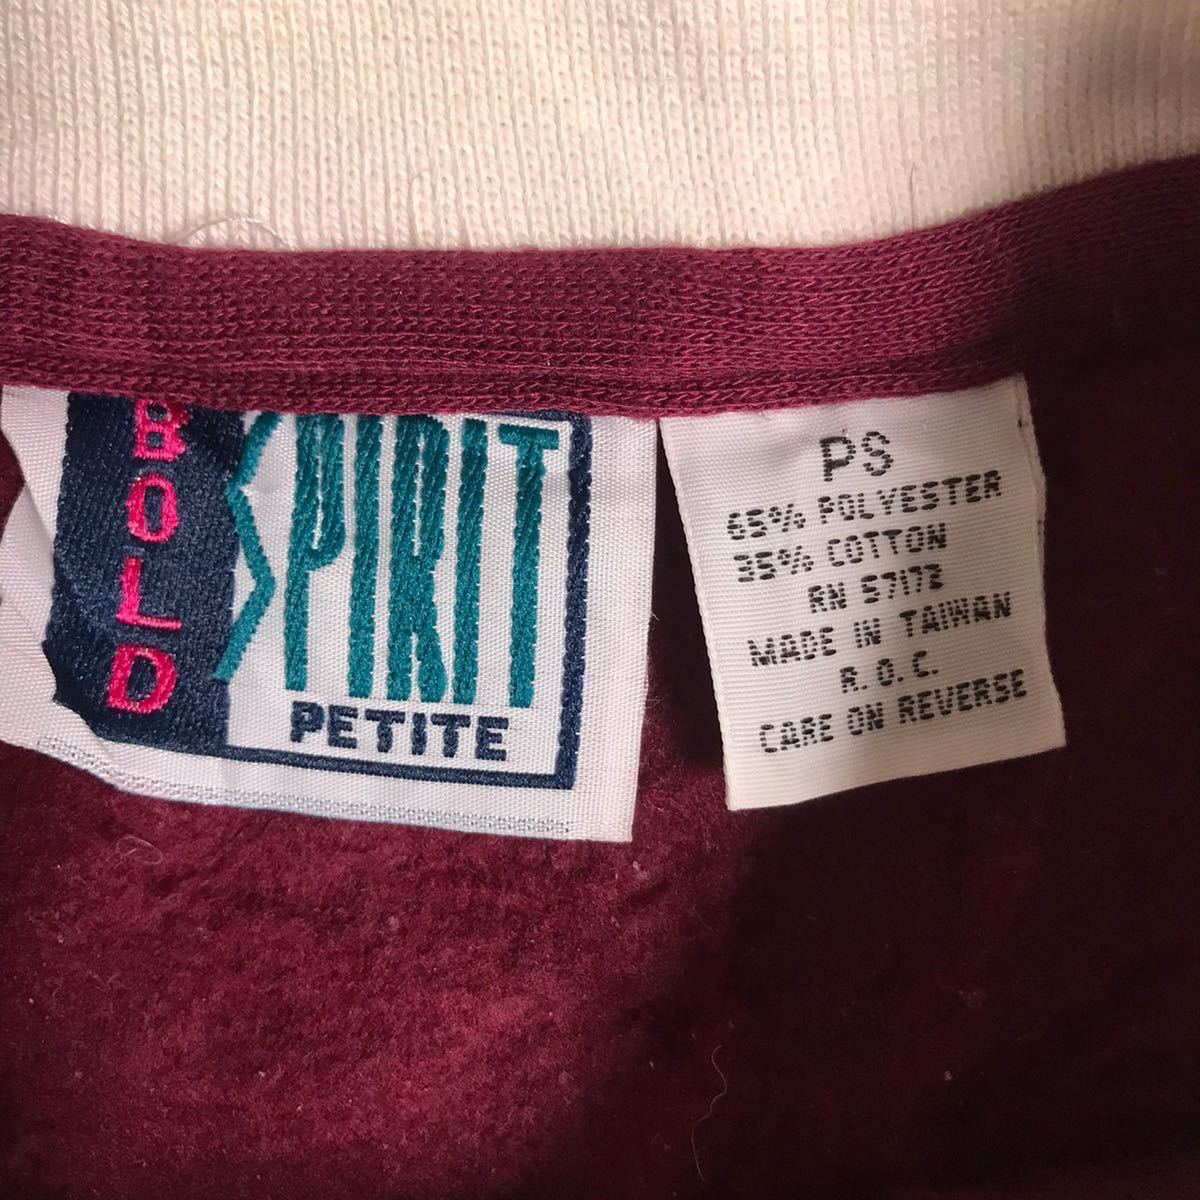 BOLD
SPIRIT
PETITE
PS
65% POLYESTER
35% COTTON
RN 57172
MADE IN TAIWAN
R.O.C.
CARE ON REVERSE